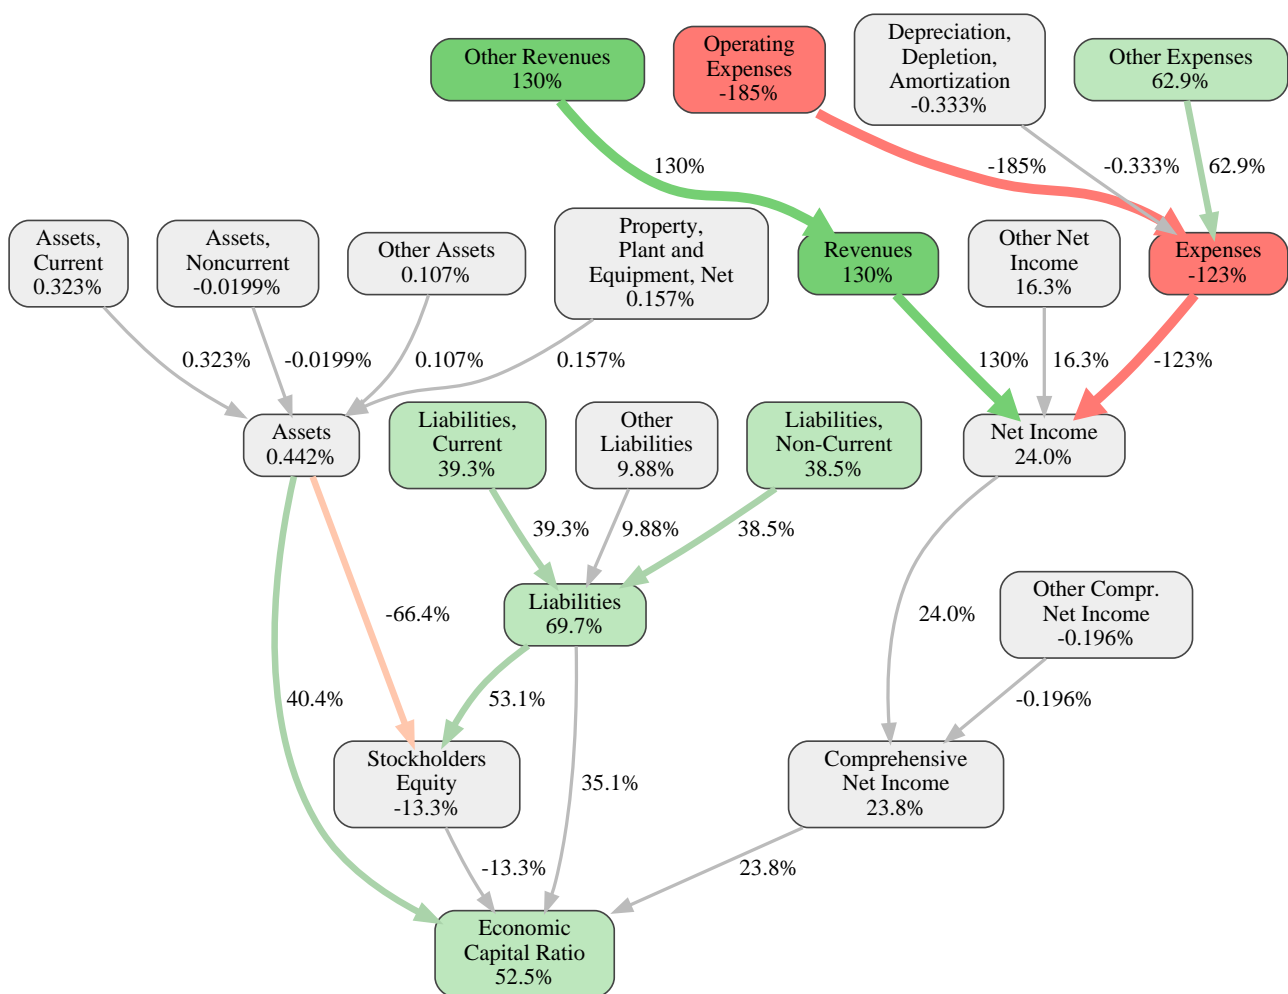 Other Revenues
130%
Operating
Expenses
-185%
Depreciation,
Depletion,
Amortization
-0.333%
Other Expenses
62.9%
130%
-185%
-0.333%
62.9%
Assets,
Current
0.323%
Assets,
Noncurrent
-0.0199%
Other Assets
0.107%
Property,
Plant and
Equipment, Net
0.157%
Revenues
130%
Other Net
Income
16.3%
Expenses
-123%
0.323%
-0.0199%
0.107%
0.157%
130%
16.3%
-123%
Assets
0.442%
Liabilities,
Current
39.3%
Other
Liabilities
9.88%
Liabilities,
Non-Current
38.5%
Net Income
24.0%
39.3%
9.88%
38.5%
Liabilities
69.7%
Other Compr.
Net Income
-0.196%
-66.4%
24.0%
40.4%
53.1%
-0.196%
Stockholders
Equity
-13.3%
35.1%
Comprehensive
Net Income
23.8%
-13.3%
23.8%
Economic
Capital Ratio
52.5%